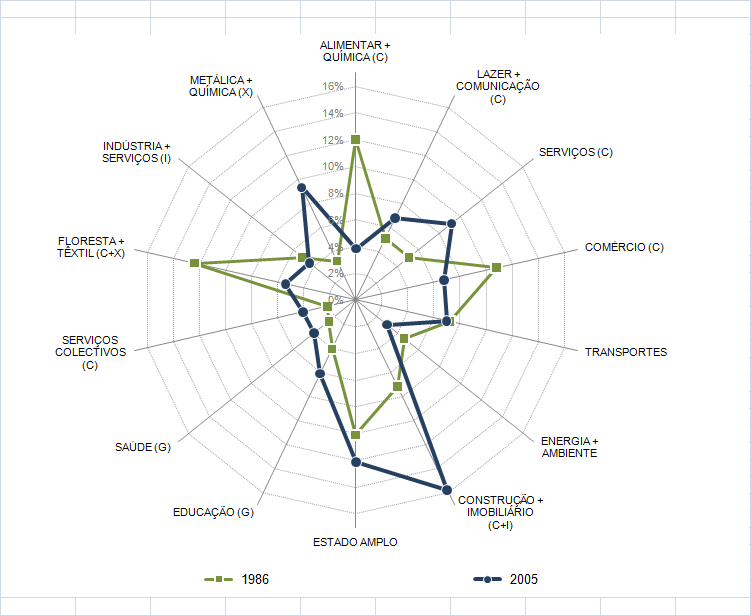 ALIMENTAR +
QUÍMICA (C)
LAZER +
COMUNICAÇÃO
(C)
SERVIÇOS (C)
COMÉRCIO (C)
TRANSPORTES
ENERGIA +
AMBIENTE
CONSTRUÇÃO +
IMOBILIÁRIO
(C+I)
ESTADO AMPLO
EDUCAÇÃO (G)
SAÚDE (G)
SERVIÇOS
COLECTIVOS
(C)
FLORESTA +
TÊXTIL (C+X)
INDÚSTRIA +
SERVIÇOS (I)
METÁLICA +
QUÍMICA (X)
16%
14%
12%
10%
8%
6%
4%
2%
0%
1986
2005